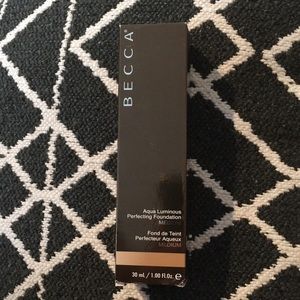 BECCA
Aqua Luminous
Perfecting Foundation
Fond de Teint
Perfecteur Aqueux
MEDIUM
30 mL / 1.00 fl. oz. ℮